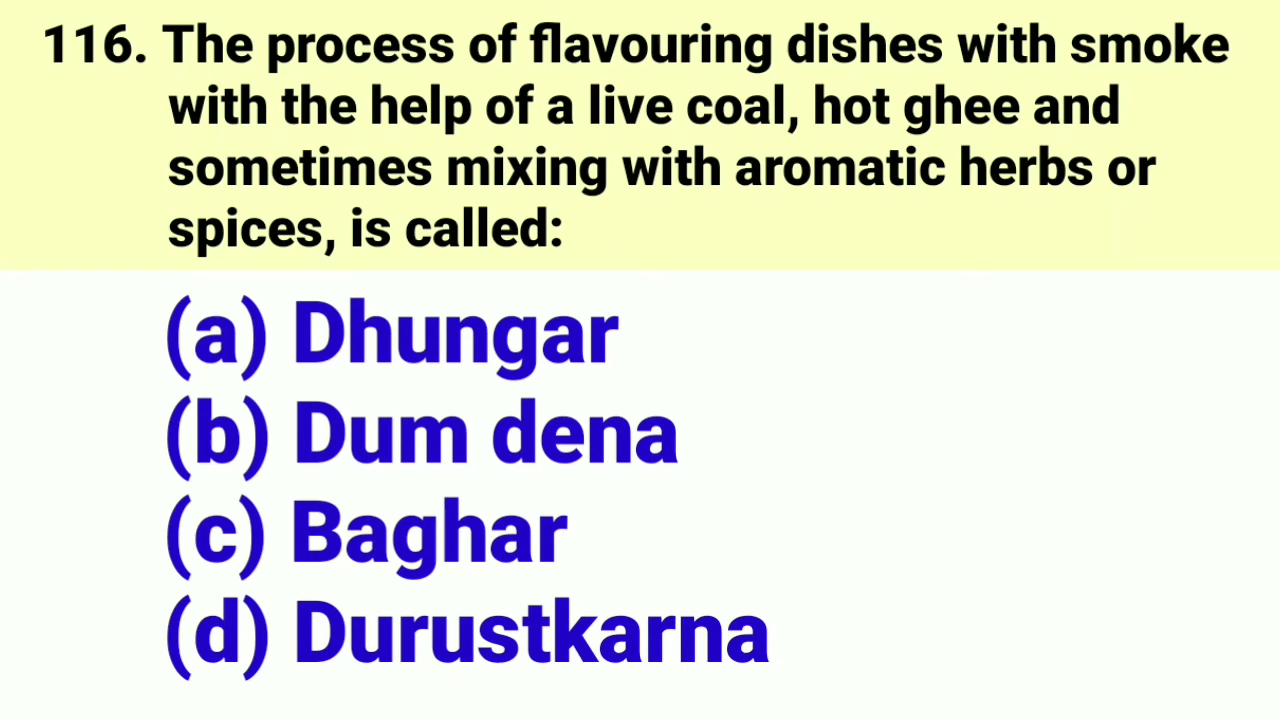 116. The process of flavouring dishes with smoke
with the help of a live coal, hot ghee and
sometimes mixing with aromatic herbs or
spices, is called:
(a) Dhungar
(b) Dum dena
(c) Baghar
(d) Durustkarna